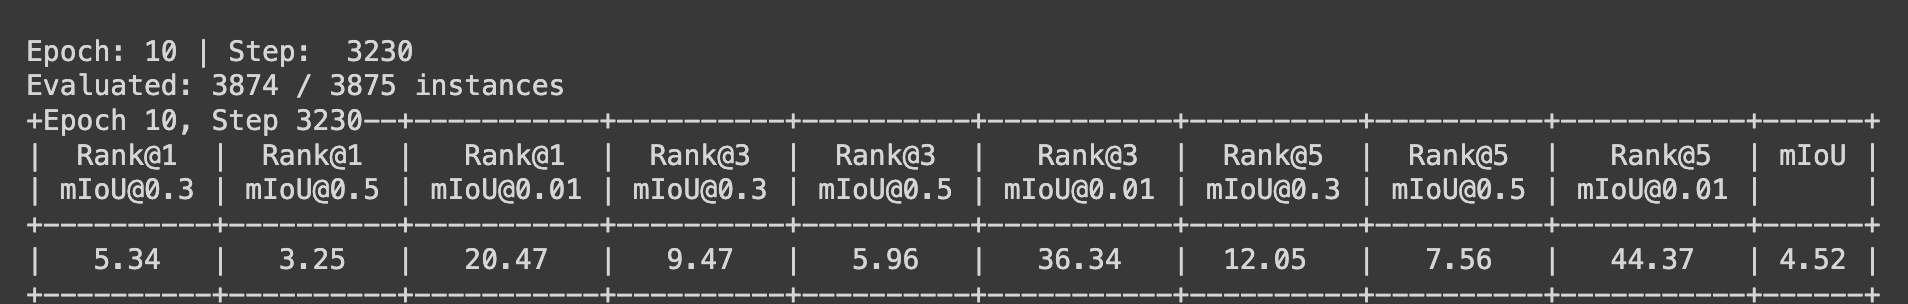 Epoch: 10 | Step:  3230
Evaluated: 3874 / 3875 instances
+Epoch 10, Step 3230--+-----------+----------+----------+-----------+----------+----------+-----------+------+
|  Rank@1  |  Rank@1  |   Rank@1  |  Rank@3  |  Rank@3  |   Rank@3  |  Rank@5  |  Rank@5  |   Rank@5  | mIoU |
| mIoU@0.3 | mIoU@0.5 | mIoU@0.01 | mIoU@0.3 | mIoU@0.5 | mIoU@0.01 | mIoU@0.3 | mIoU@0.5 | mIoU@0.01 |      |
+----------+----------+-----------+----------+----------+-----------+----------+----------+-----------+------+
|   5.34   |   3.25   |   20.47   |   9.47   |   5.96   |   36.34   |  12.05   |   7.56   |   44.37   | 4.52 |
+----------+----------+-----------+----------+----------+-----------+----------+----------+-----------+------+